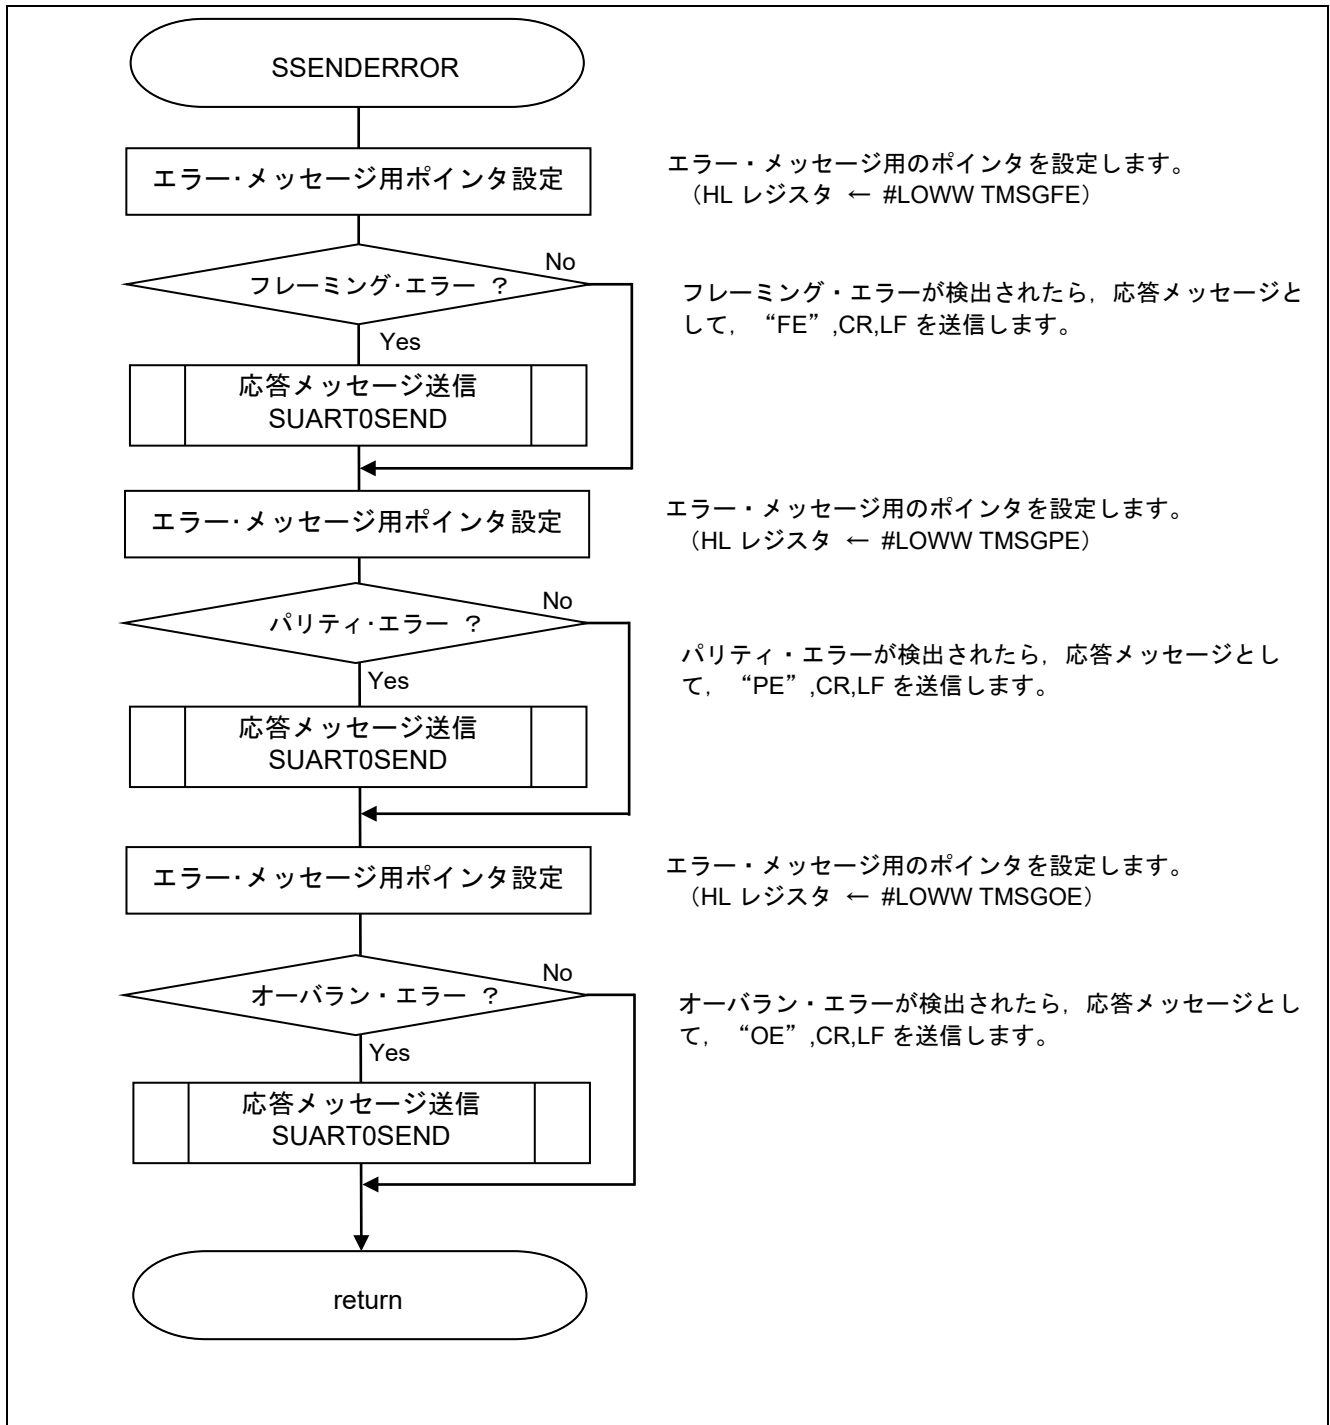 SSENDERROR
エラー・メッセージ用ポインタ設定
エラー・メッセージ用のポインタを設定します。
（HL レジスタ ← #LOWW TMSGFE）
フレーミング・エラー ？
No
フレーミング・エラーが検出されたら，応答メッセージと
して，“FE”,CR,LF を送信します。
Yes
応答メッセージ送信
SUART0SEND
エラー・メッセージ用ポインタ設定
エラー・メッセージ用のポインタを設定します。
（HL レジスタ ← #LOWW TMSGPE）
パリティ・エラー ？
No
パリティ・エラーが検出されたら，応答メッセージとし
て，“PE”,CR,LF を送信します。
Yes
応答メッセージ送信
SUART0SEND
エラー・メッセージ用ポインタ設定
エラー・メッセージ用のポインタを設定します。
（HL レジスタ ← #LOWW TMSGOE）
オーバラン・エラー ？
No
オーバラン・エラーが検出されたら，応答メッセージとし
て，“OE”,CR,LF を送信します。
Yes
応答メッセージ送信
SUART0SEND
return